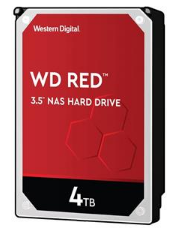 Western Digital.
WD RED™
3.5" NAS HARD DRIVE
4TB